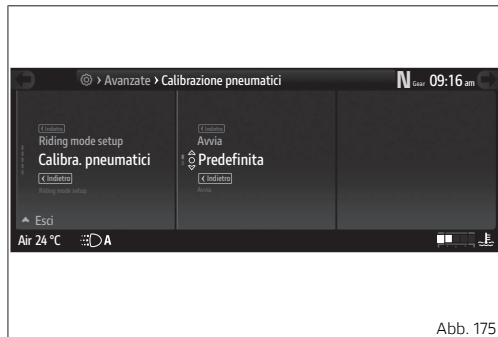 > Avanzate > Calibrazione pneumatici
N Gear 09:16 am
< Indietro
Riding mode setup
Calibra. pneumatici
< Indietro
Riding mode setup
Esci
< Indietro
Avvia
Predefinita
< Indietro
Avvia
Air 24 °C
A
Abb. 175